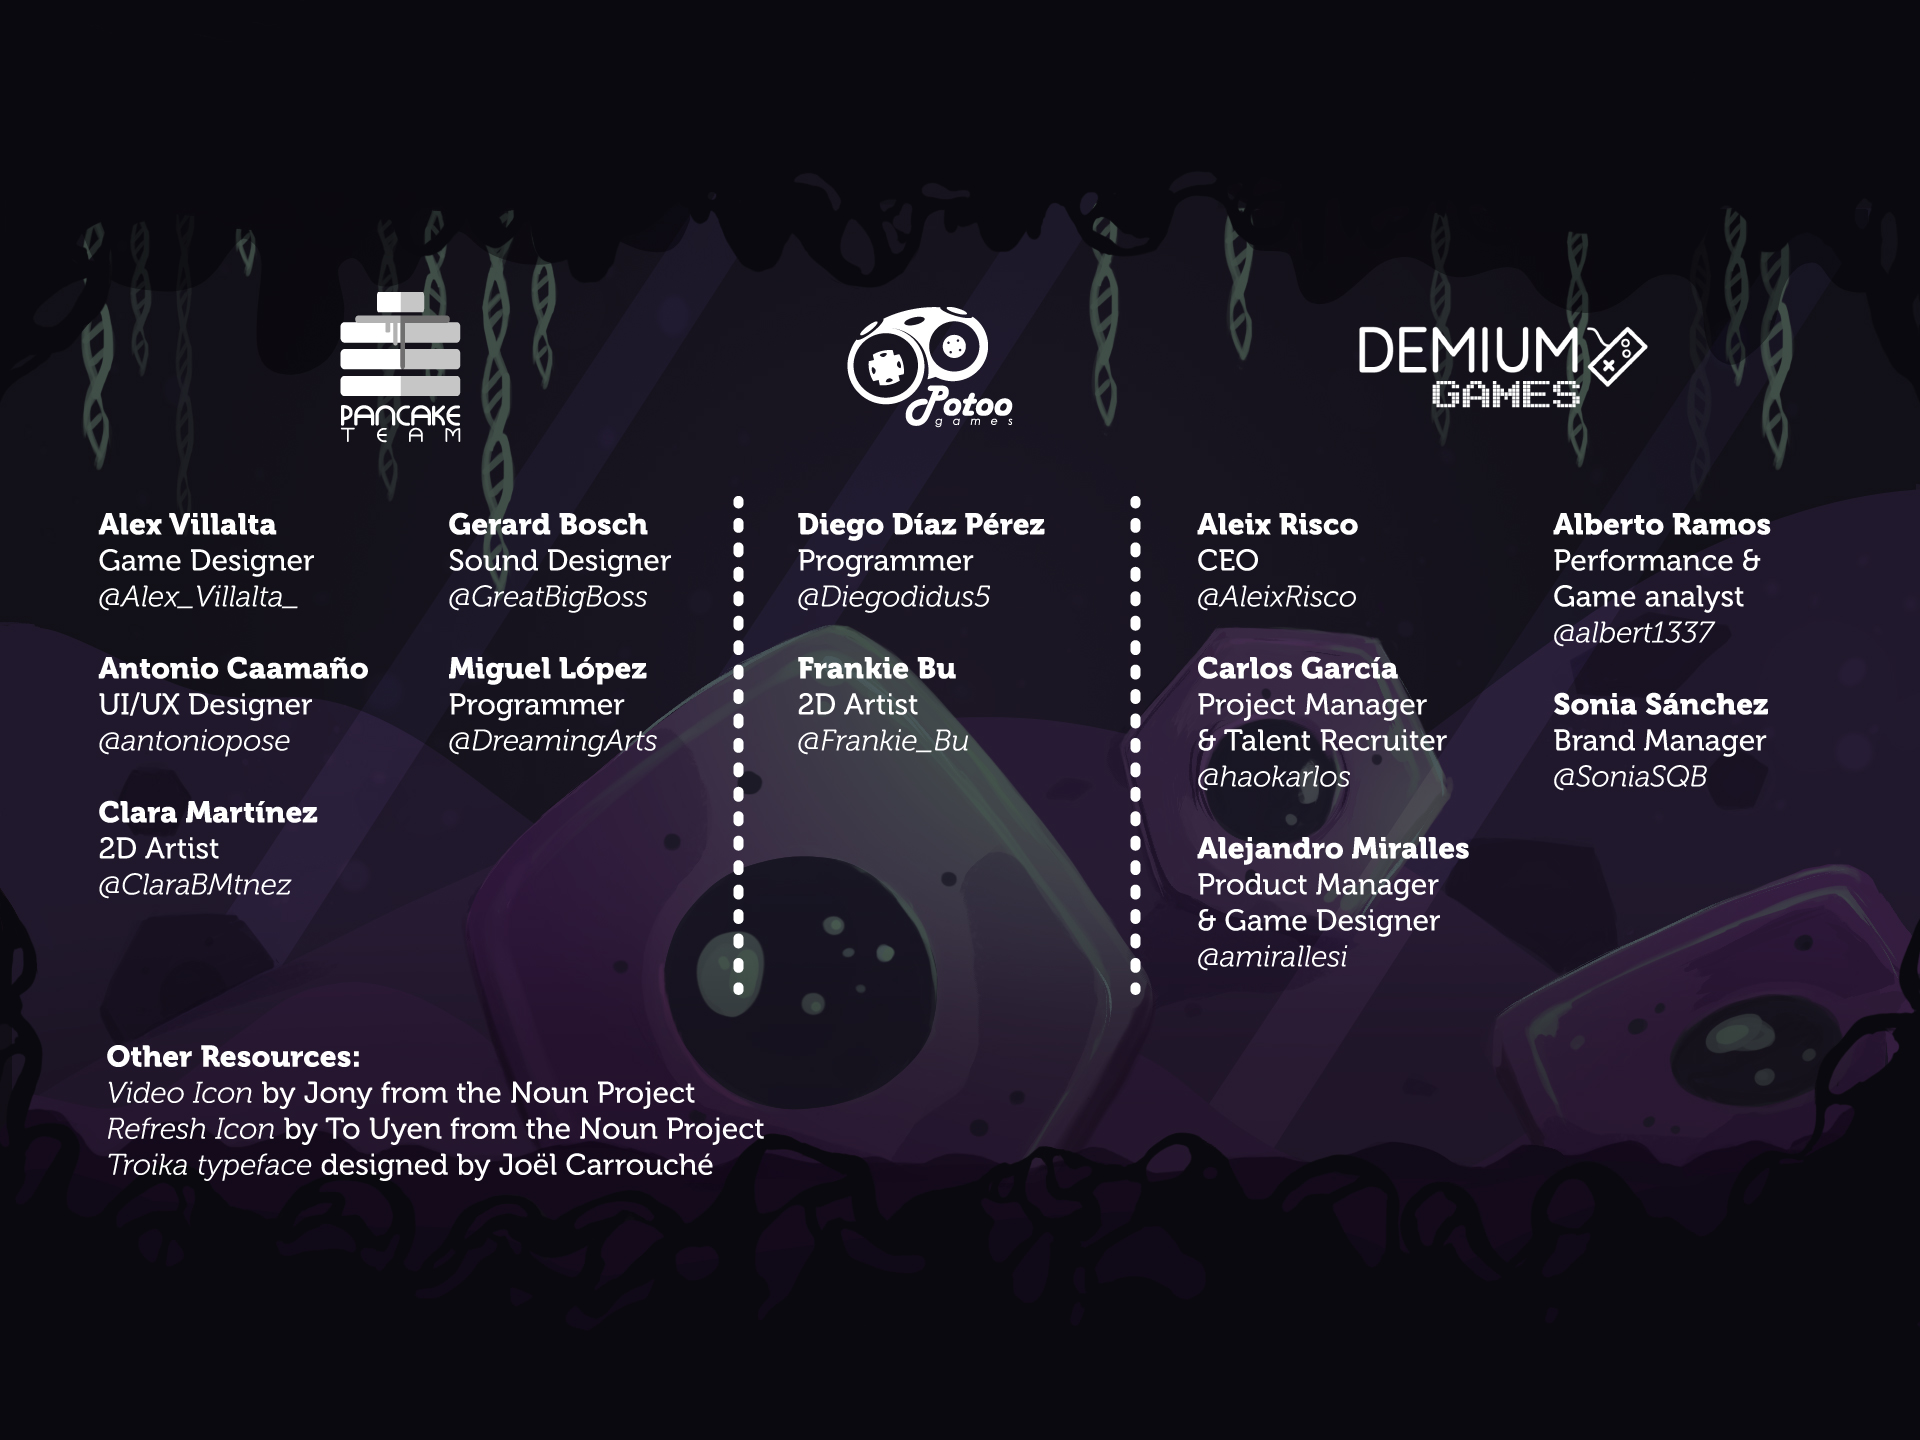 PANCAKE
TEAM
Potoo
games
DEMIUM
GAMES
Alex Villalta
Game Designer
@Alex_Villalta_
Antonio Caamaño
UI/UX Designer
@antoniopose
Clara Martínez
2D Artist
@ClaraBMtnez
Gerard Bosch
Sound Designer
@GreatBigBoss
Miguel López
Programmer
@DreamingArts
Diego Díaz Pérez
Programmer
@Diegodidus5
Frankie Bu
2D Artist
@Frankie_Bu
Aleix Risco
CEO
@AleixRisco
Carlos García
Project Manager
& Talent Recruiter
@haokarlos
Alejandro Miralles
Product Manager
& Game Designer
@amirallesi
Alberto Ramos
Performance &
Game analyst
@albert1337
Sonia Sánchez
Brand Manager
@SoniaSQB
Other Resources:
Video Icon by Jony from the Noun Project
Refresh Icon by To Uyen from the Noun Project
Troika typeface designed by Joël Carrouché